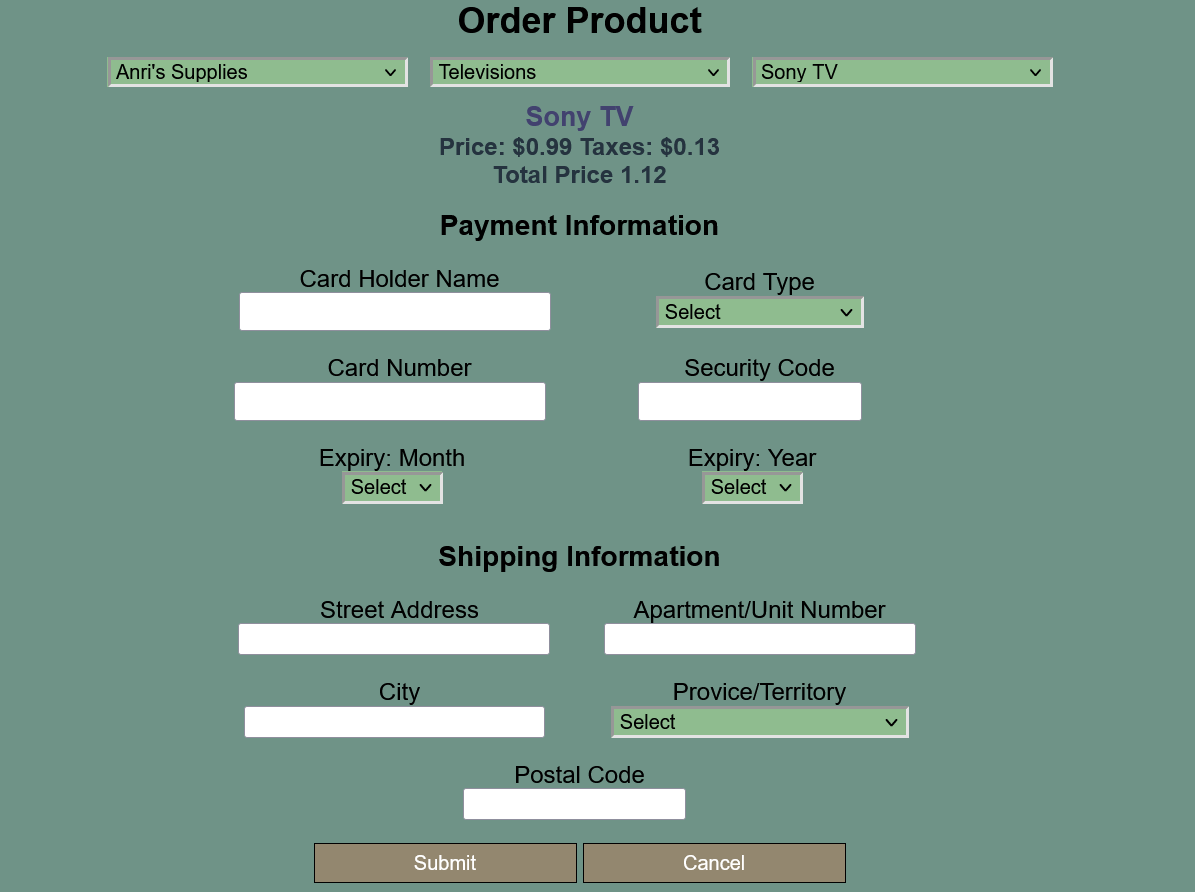 Order Product
Anri's Supplies Televisions Sony TV
Sony TV
Price: $0.99 Taxes: $0.13
Total Price 1.12
Payment Information
Card Holder Name Card Type
Select
Card Number Security Code
Expiry: Month Expiry: Year
Select Select
Shipping Information
Street Address Apartment/Unit Number
City Provice/Territory
Select
Postal Code
Submit Cancel